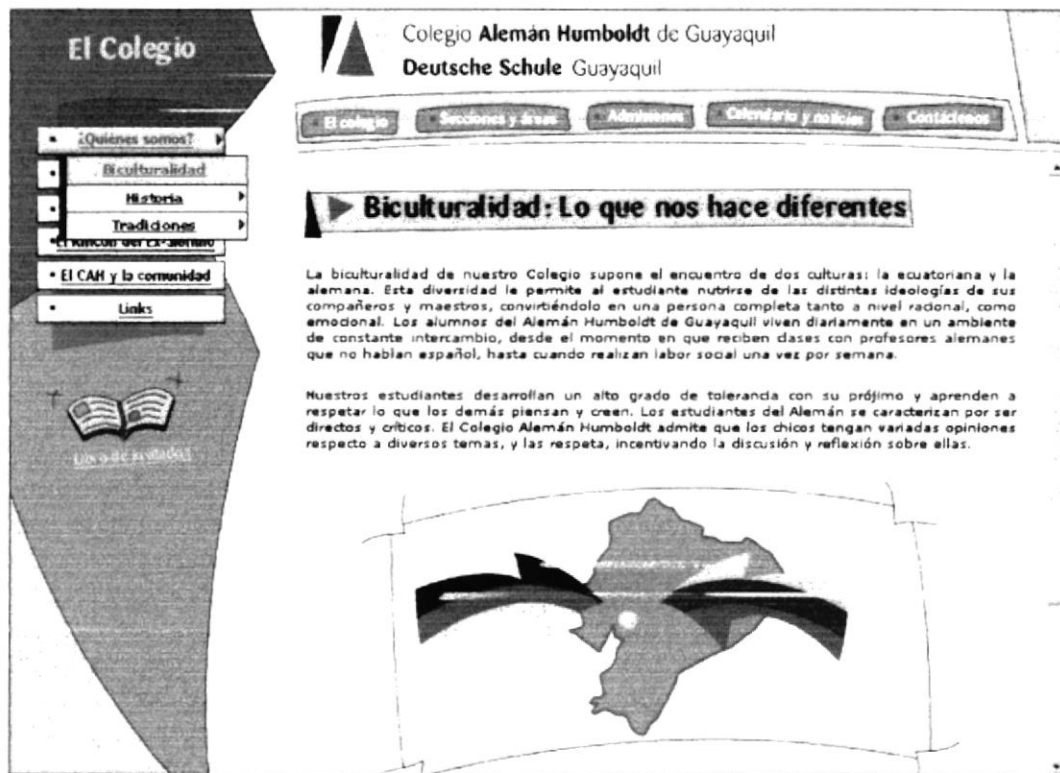 El Colegio
Colegio Alemán Humboldt de Guayaquil
Deutsche Schule Guayaquil
El colegio
Secciones y áreas
Admisiones
Calendario y noticias
Contáctenos
¿Quiénes somos?
Biculturalidad
Historia
Tradiciones
El Rincón del Ex-alumno
El CAH y la comunidad
Links
Biculturalidad: Lo que nos hace diferentes
La biculturalidad de nuestro Colegio supone el encuentro de dos culturas: la ecuatoriana y la
alemana. Esta diversidad le permite al estudiante nutrirse de las distintas ideologías de sus
compañeros y maestros, convirtiéndolo en una persona completa tanto a nivel racional, como
emocional. Los alumnos del Alemán Humboldt de Guayaquil viven diariamente en un ambiente
de constante intercambio, desde el momento en que reciben clases con profesores alemanes
que no hablan español, hasta cuando realizan labor social una vez por semana.
Nuestros estudiantes desarrollan un alto grado de tolerancia con su prójimo y aprenden a
respetar lo que los demás piensan y creen. Los estudiantes del Alemán se caracterizan por ser
directos y críticos. El Colegio Alemán Humboldt admite que los chicos tengan variadas opiniones
respecto a diversos temas, y las respeta, incentivando la discusión y reflexión sobre ellas.